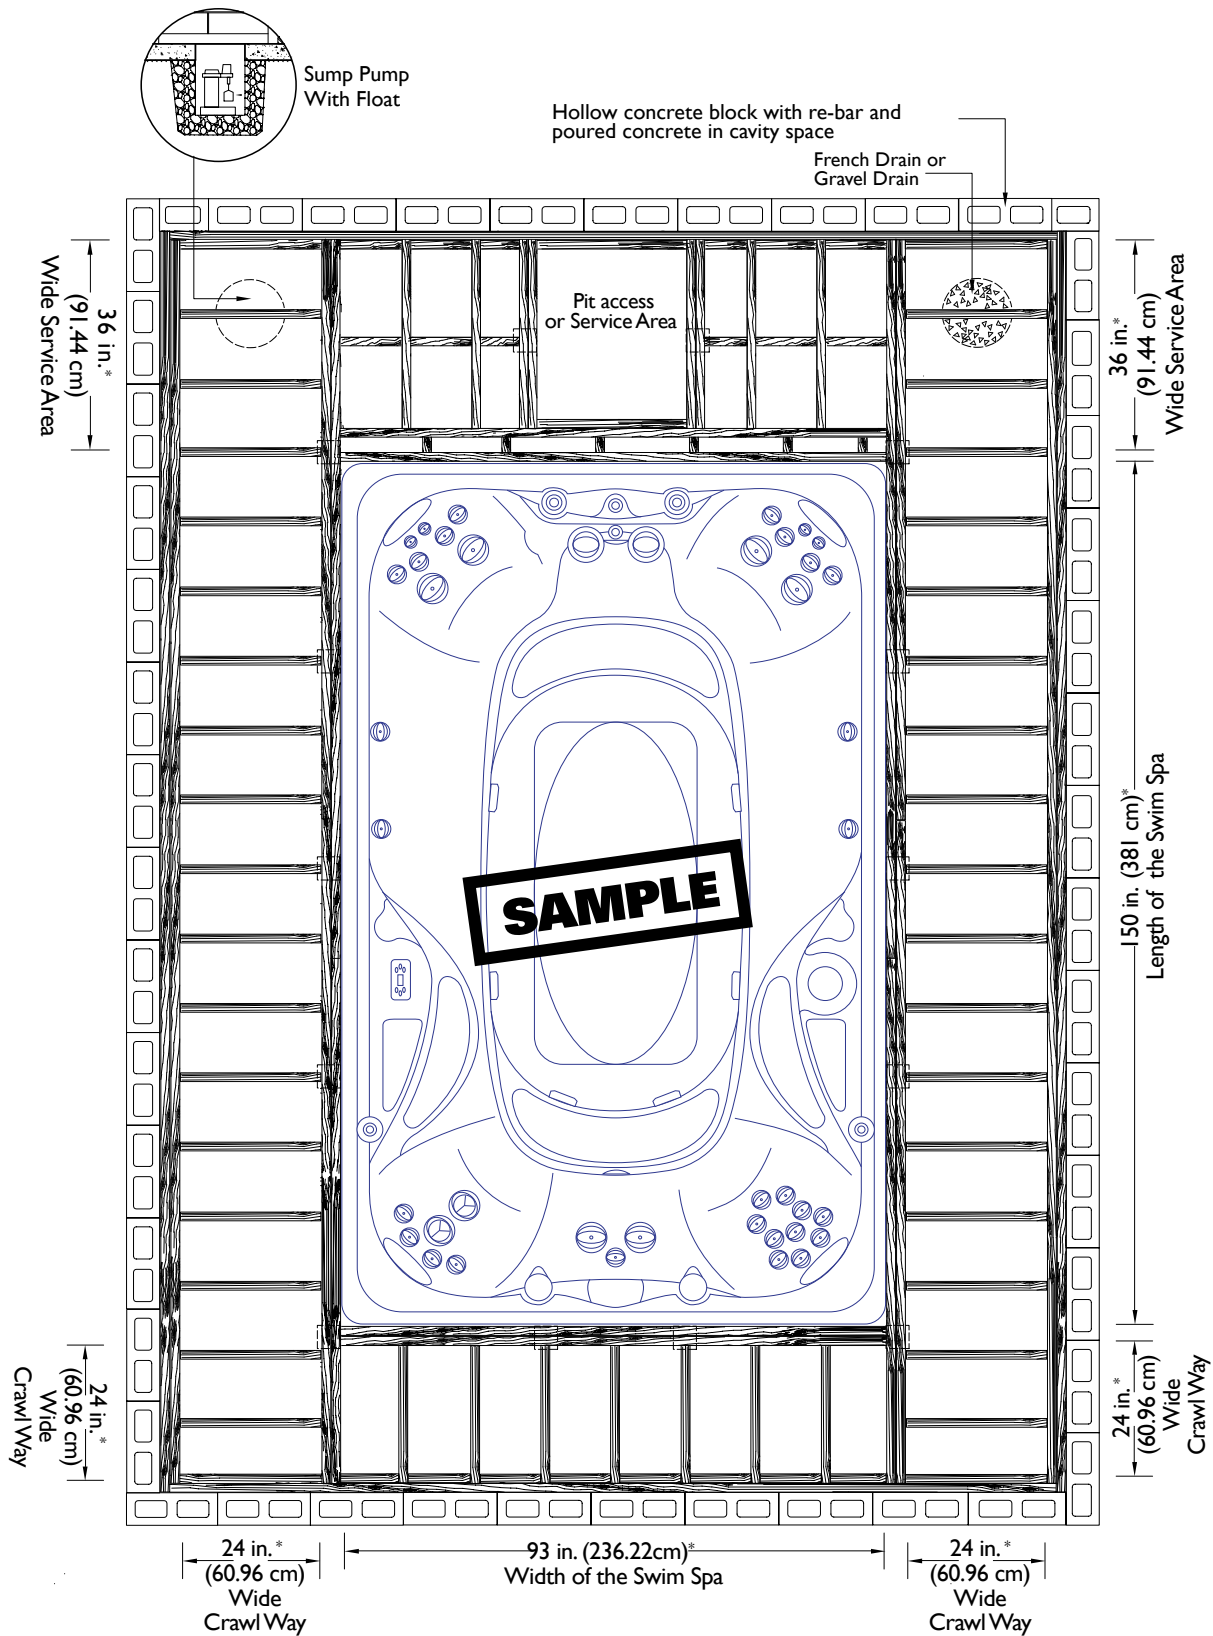 Sump Pump
With Float
Hollow concrete block with re-bar and
poured concrete in cavity space
French Drain or
Gravel Drain
36 in.*
(91.44 cm)
Wide Service Area
Pit access
or Service Area
36 in.*
(91.44 cm)
Wide Service Area
SAMPLE
150 in. (381 cm)*
Length of the Swim Spa
24 in.*
(60.96 cm)
Wide
Crawl Way
24 in.*
(60.96 cm)
Wide
Crawl Way
24 in.*
(60.96 cm)
Wide
Crawl Way
93 in. (236.22cm)*
Width of the Swim Spa
24 in.*
(60.96 cm)
Wide
Crawl Way